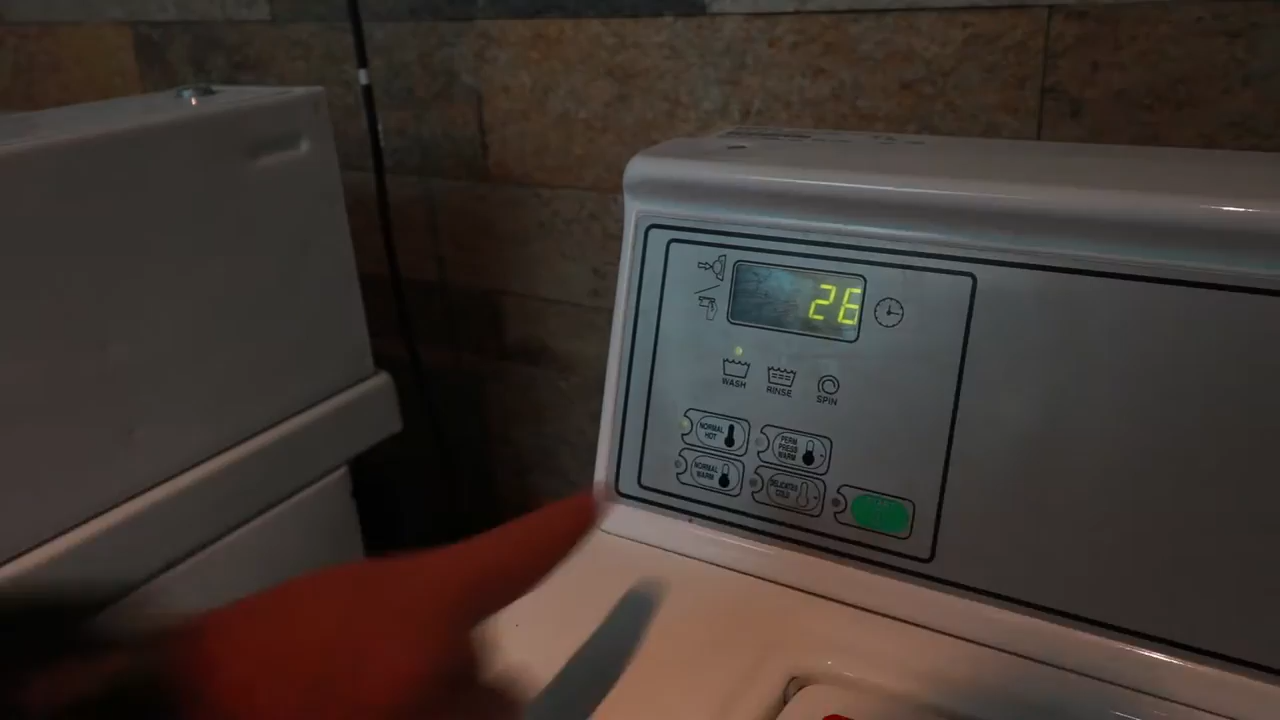 26
WASH
RINSE
SPIN
NORMAL
HOT
PERM
PRESS
WARM
NORMAL
WARM
DELICATES
COLD